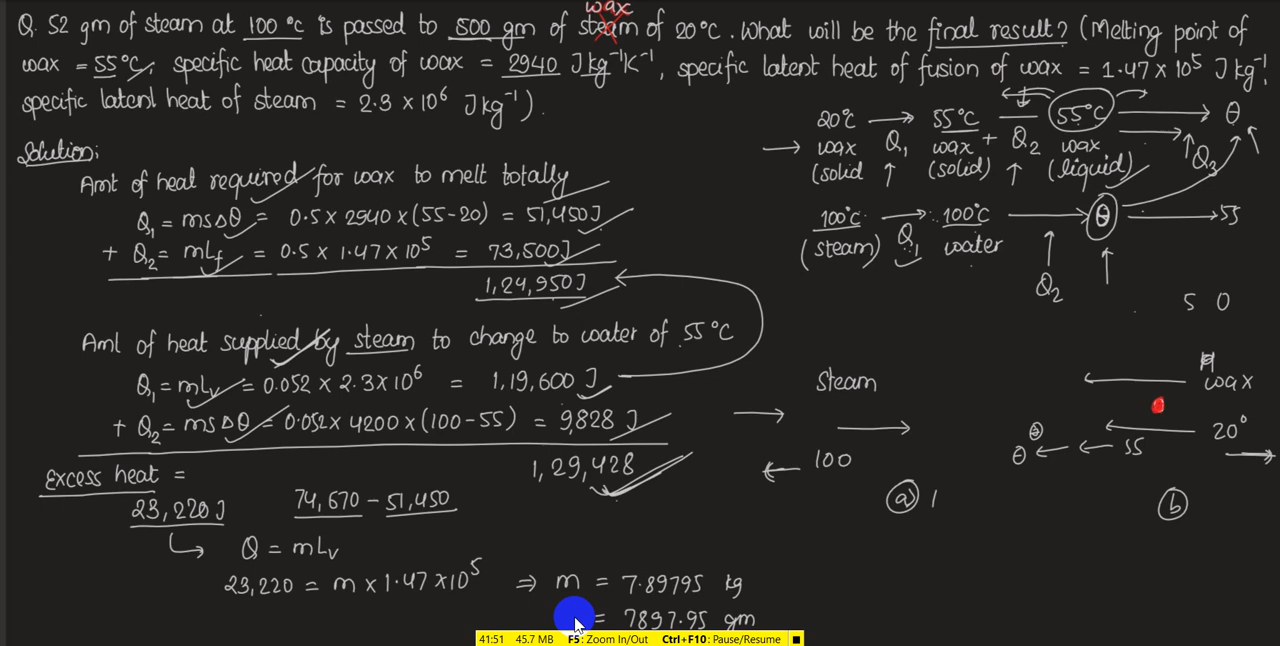 Q. 52 gm of steam at 100 °C is passed to 500 gm of steam of 20°C. What will be the final result? (Melting point of
wax
wax = 55°C, specific heat capacity of wax = 2940 Jkg⁻¹K⁻¹, specific latent heat of fusion of wax = 1.47 × 10⁵ J kg⁻¹,
specific latent heat of steam = 2.3 × 10⁶ Jkg⁻¹).
Solution;
Amt of heat required for wax to melt totally
Q₁ = msΔθ = 0.5 × 2940 × (55-20) = 51,450J
+ Q₂ = mLf = 0.5 × 1.47 × 10⁵ = 73,500J
1,24,950J
Amt of heat supplied by steam to change to water of 55°C
Q₁ = mLv = 0.052 × 2.3 × 10⁶ = 1,19,600 J
+ Q₂ = msΔθ = 0.052 × 4200 × (100-55) = 9,828 J
1,29,428
Excess heat =
23,220J 74,670 - 51,450
Q = mLv
23,220 = m × 1.47 × 10⁵ ⇒ m = 7.89795 kg
= 7897.95 gm
20°C → 55°C → 55°C → θ
→ wax Q₁ wax + Q₂ wax Q₃
(solid (solid) (liquid)
100°C → 100°C → θ → 55
(steam) Q₁ water
Q₂
5 0
Steam wax
20°
θ
100 θ ← ← 55
a) 1 b
41:51 45.7 MB F5: Zoom In/Out Ctrl+F10: Pause/Resume